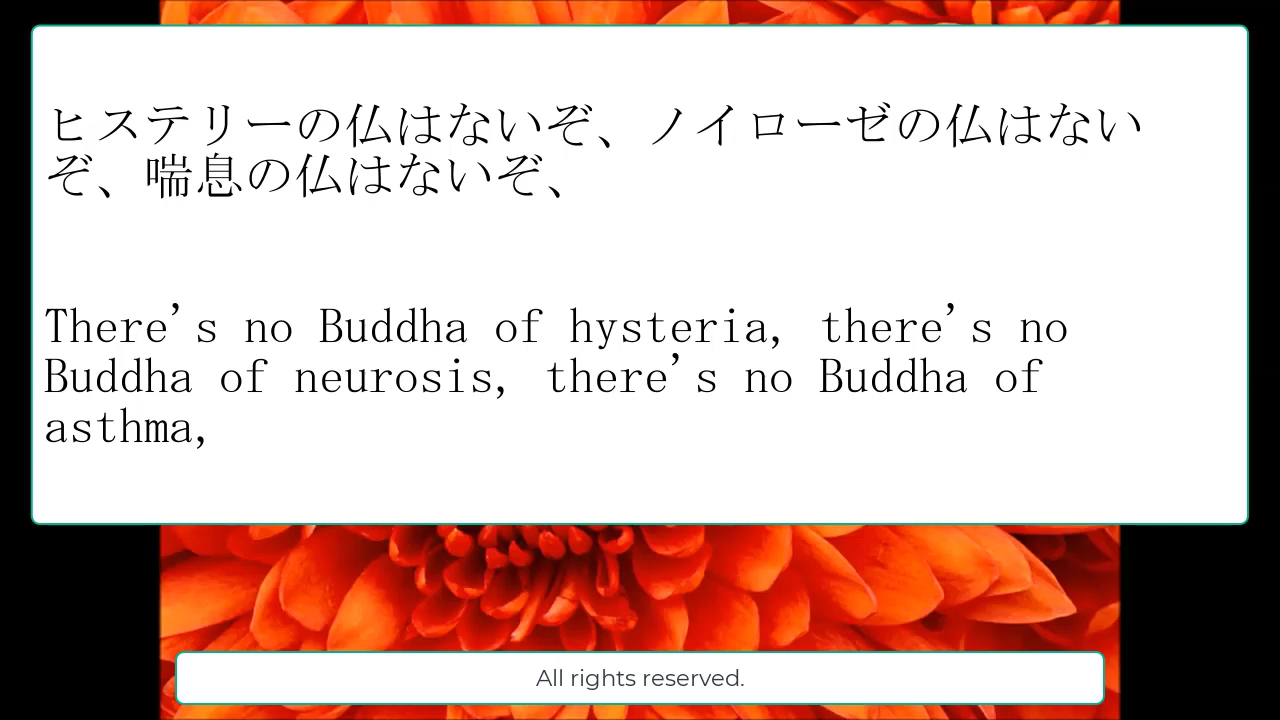 ヒステリーの仏はないぞ、ノイローゼの仏はない
ぞ、喘息の仏はないぞ、
There's no Buddha of hysteria, there's no
Buddha of neurosis, there's no Buddha of
asthma,
All rights reserved.